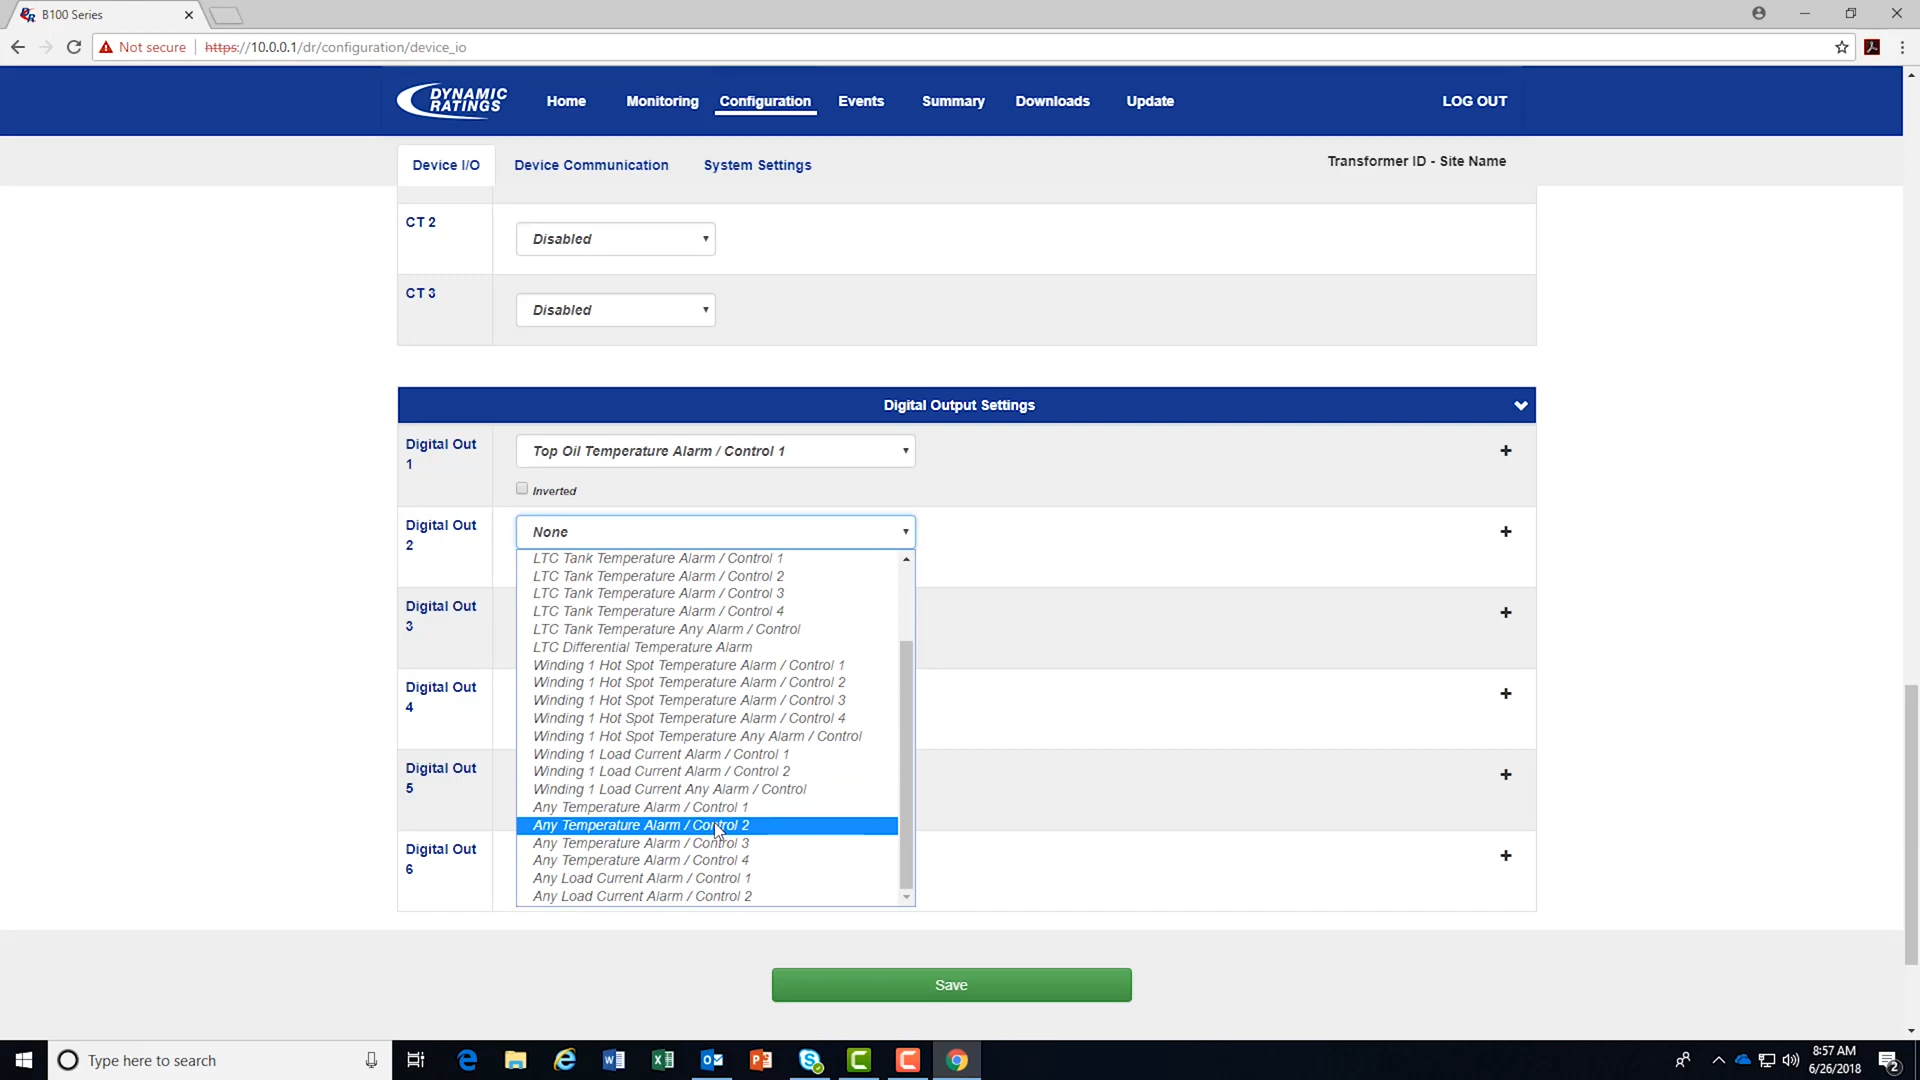 B100 Series
Not secure https://10.0.0.1/dr/configuration/device_io
DYNAMIC
RATINGS
Home Monitoring Configuration Events Summary Downloads Update LOG OUT
Device I/O Device Communication System Settings Transformer ID - Site Name
CT 2
Disabled
CT 3
Disabled
Digital Output Settings
Digital Out
1
Top Oil Temperature Alarm / Control 1
Inverted
Digital Out
2
None
LTC Tank Temperature Alarm / Control 1
LTC Tank Temperature Alarm / Control 2
LTC Tank Temperature Alarm / Control 3
LTC Tank Temperature Alarm / Control 4
LTC Tank Temperature Any Alarm / Control
LTC Differential Temperature Alarm
Winding 1 Hot Spot Temperature Alarm / Control 1
Winding 1 Hot Spot Temperature Alarm / Control 2
Winding 1 Hot Spot Temperature Alarm / Control 3
Winding 1 Hot Spot Temperature Alarm / Control 4
Winding 1 Hot Spot Temperature Any Alarm / Control
Winding 1 Load Current Alarm / Control 1
Winding 1 Load Current Alarm / Control 2
Winding 1 Load Current Any Alarm / Control
Any Temperature Alarm / Control 1
Any Temperature Alarm / Control 2
Any Temperature Alarm / Control 3
Any Temperature Alarm / Control 4
Any Load Current Alarm / Control 1
Any Load Current Alarm / Control 2
Digital Out
3
Digital Out
4
Digital Out
5
Digital Out
6
Save
Type here to search
8:57 AM
6/26/2018
2